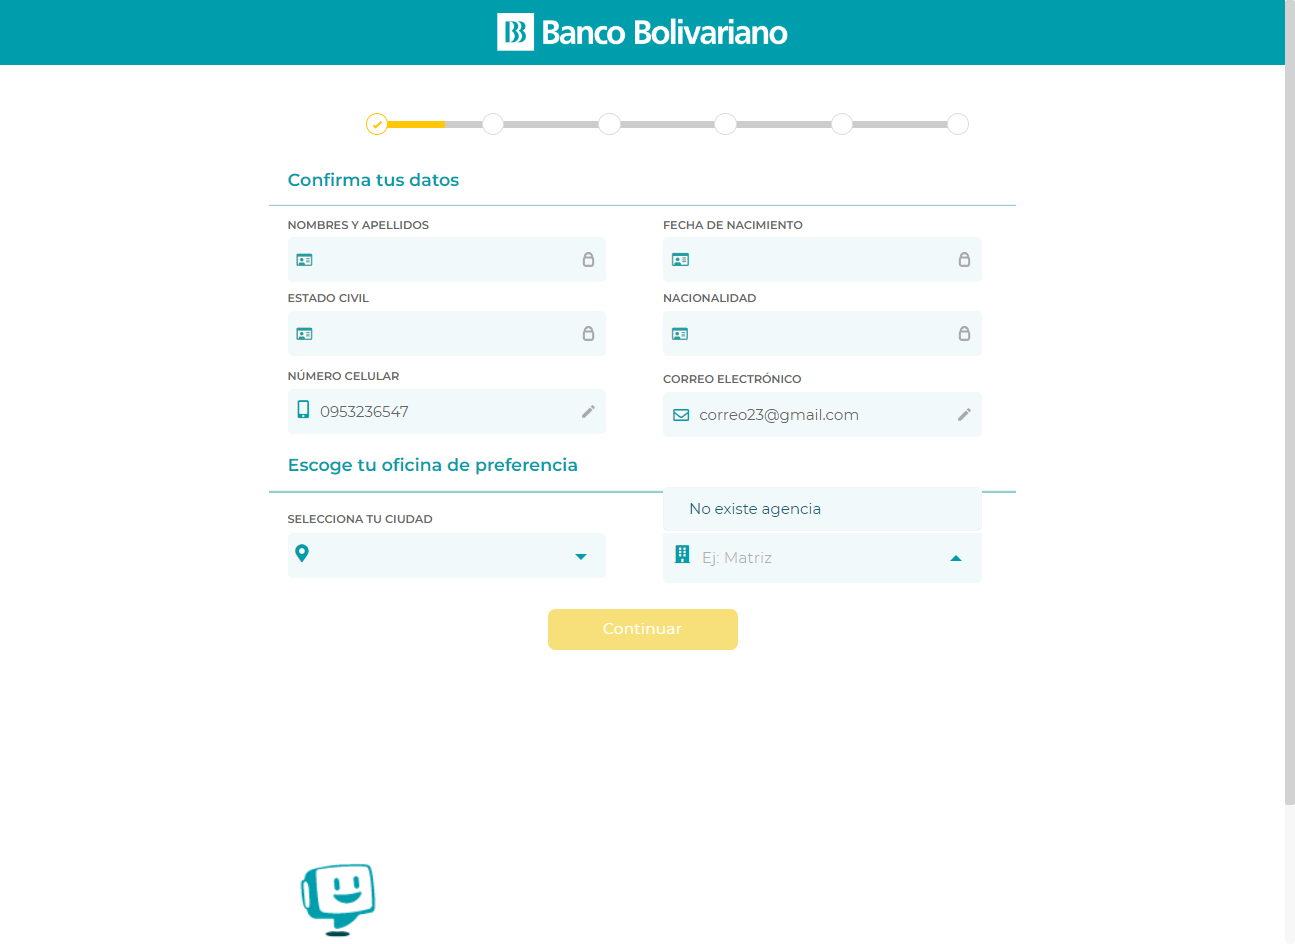 Banco Bolivariano
Confirma tus datos
NOMBRES Y APELLIDOS
FECHA DE NACIMIENTO
ESTADO CIVIL
NACIONALIDAD
NÚMERO CELULAR
0953236547
CORREO ELECTRÓNICO
correo23@gmail.com
Escoge tu oficina de preferencia
SELECCIONA TU CIUDAD
No existe agencia
Ej: Matriz
Continuar